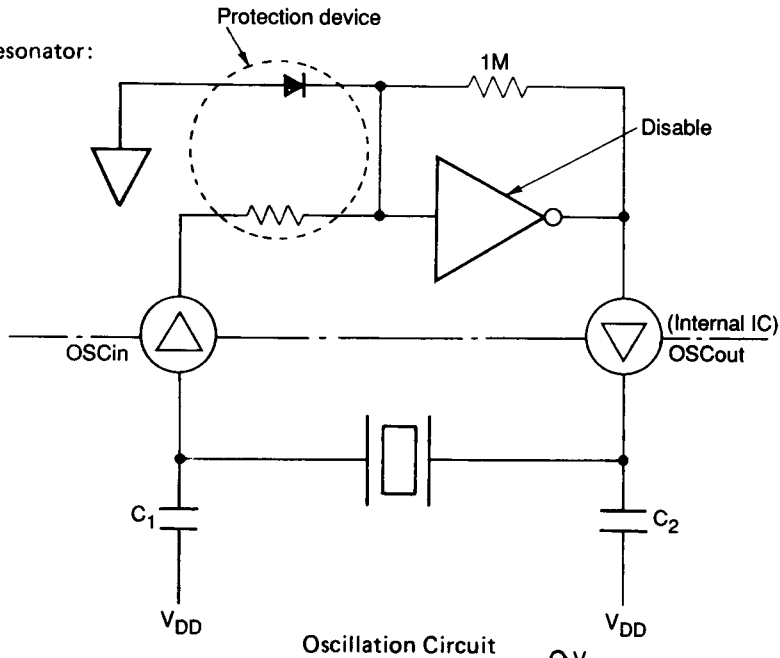 Protection device
esonator:
1M
Disable
(Internal IC)
OSCin
OSCout
C1
C2
VDD
VDD
Oscillation Circuit